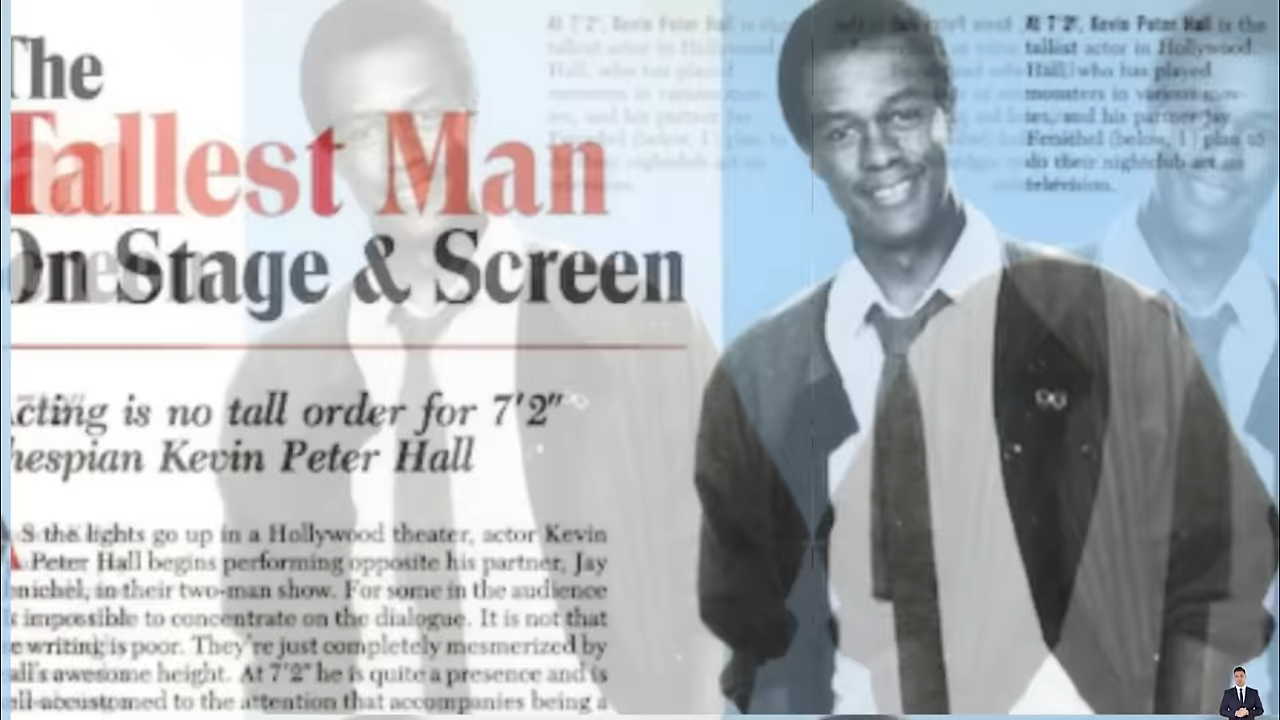 The
Tallest Man
On Stage & Screen
cting is no tall order for 7'2"
hespian Kevin Peter Hall
S the lights go up in a Hollywood theater, actor Kevin
Peter Hall begins performing opposite his partner, Jay
nichel, in their two-man show. For some in the audience
impossible to concentrate on the dialogue. It is not that
e writing is poor. They're just completely mesmerized by
all's awesome height. At 7'2" he is quite a presence and is
ell-accustomed to the attention that accompanies being a
At 7'2", Kevin Peter Hall is the
tallest actor in Hollywood.
Hall, who has played
monsters in various mov-
ies, and his partner Jay
Fenichel (below, l) plan to
do their nightclub act on
television.